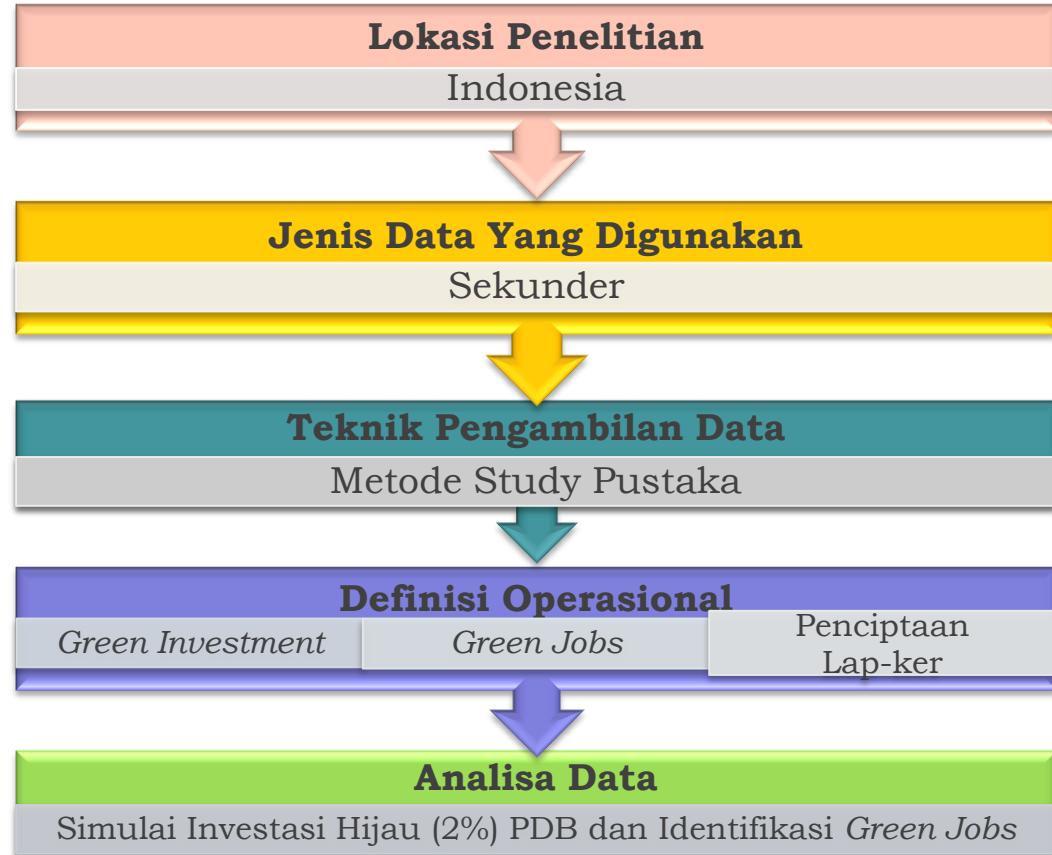 Lokasi Penelitian
Indonesia
Jenis Data Yang Digunakan
Sekunder
Teknik Pengambilan Data
Metode Study Pustaka
Definisi Operasional
Green Investment
Green Jobs
Penciptaan
Lap-ker
Analisa Data
Simulai Investasi Hijau (2%) PDB dan Identifikasi Green Jobs